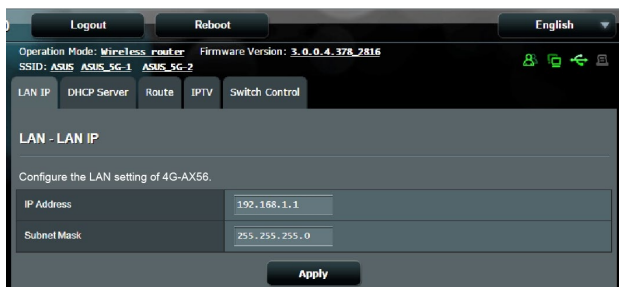 Logout Reboot English
Operation Mode: Wireless router Firmware Version: 3.0.0.4.378_2816
SSID: ASUS ASUS_5G-1 ASUS_5G-2
LAN IP DHCP Server Route IPTV Switch Control
LAN - LAN IP
Configure the LAN setting of 4G-AX56.
IP Address 192.168.1.1
Subnet Mask 255.255.255.0
Apply